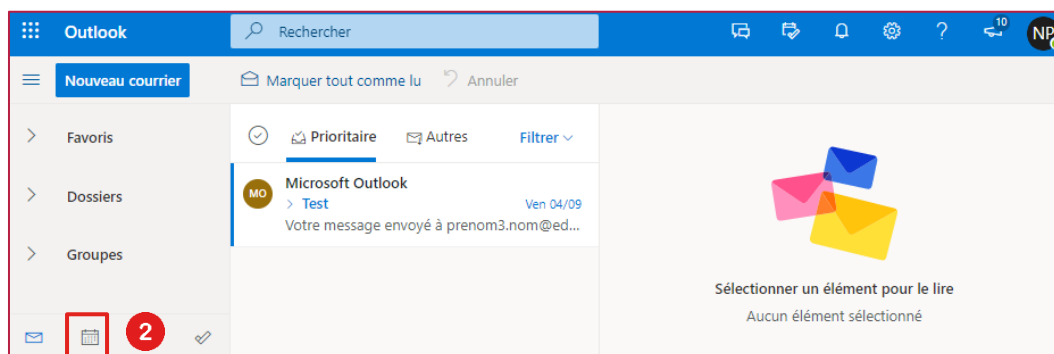 Outlook
Rechercher
10
NP
Nouveau courrier
Marquer tout comme lu
Annuler
Favoris
Dossiers
Groupes
Prioritaire
Autres
Filtrer
MO
Microsoft Outlook
> Test
Ven 04/09
Votre message envoyé à prenom3.nom@ed...
Sélectionner un élément pour le lire
Aucun élément sélectionné
2